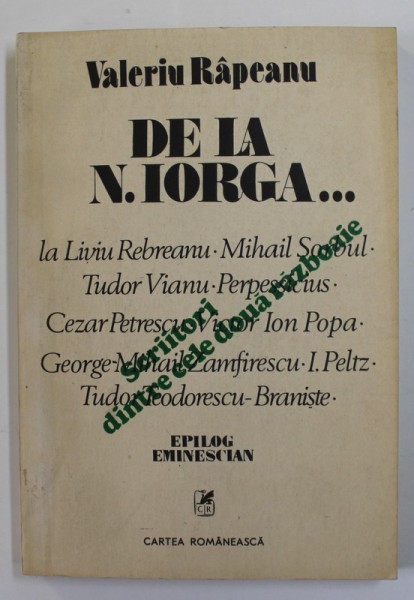 Valeriu Râpeanu
DE LA
N. IORGA...
la Liviu Rebreanu · Mihail Sorbul ·
Tudor Vianu · Perpessicius ·
Cezar Petrescu · Victor Ion Popa ·
George-Mihail Zamfirescu · I. Peltz ·
Tudor Teodorescu-Braniște ·
Scriitori
dintre cele două războaie
EPILOG
EMINESCIAN
CR
CARTEA ROMÂNEASCĂ